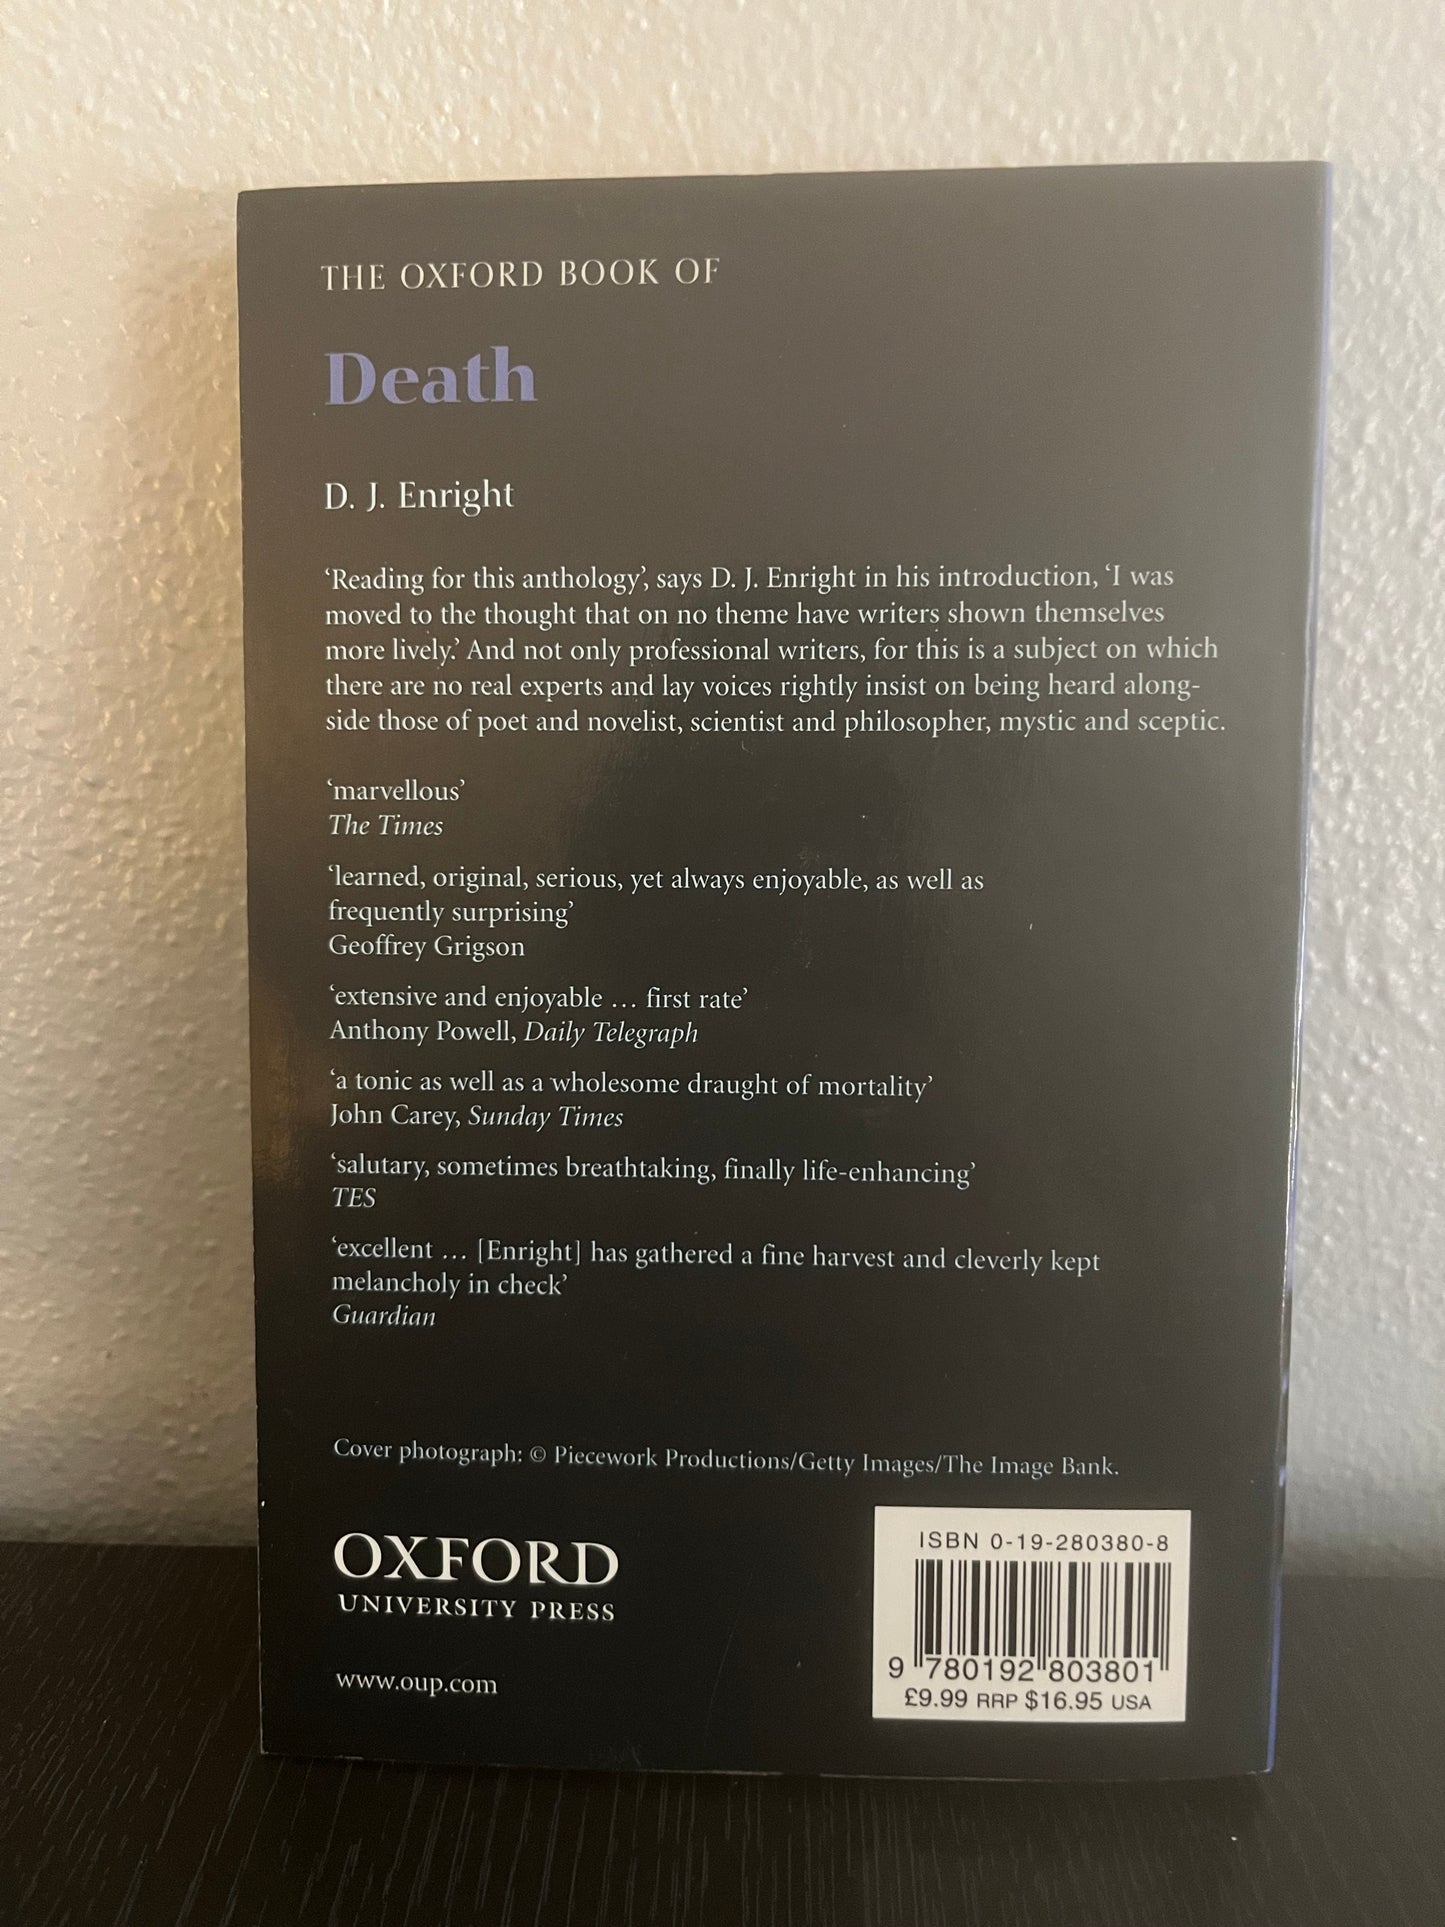 THE OXFORD BOOK OF
Death
D. J. Enright
‘Reading for this anthology’, says D. J. Enright in his introduction, ‘I was
moved to the thought that on no theme have writers shown themselves
more lively.’ And not only professional writers, for this is a subject on which
there are no real experts and lay voices rightly insist on being heard along-
side those of poet and novelist, scientist and philosopher, mystic and sceptic.
‘marvellous’
The Times
‘learned, original, serious, yet always enjoyable, as well as
frequently surprising’
Geoffrey Grigson
‘extensive and enjoyable … first rate’
Anthony Powell, Daily Telegraph
‘a tonic as well as a wholesome draught of mortality’
John Carey, Sunday Times
‘salutary, sometimes breathtaking, finally life-enhancing’
TES
‘excellent … [Enright] has gathered a fine harvest and cleverly kept
melancholy in check’
Guardian
Cover photograph: © Piecework Productions/Getty Images/The Image Bank.
OXFORD
UNIVERSITY PRESS
www.oup.com
ISBN 0-19-280380-8
9 780192 803801
£9.99 RRP $16.95 USA